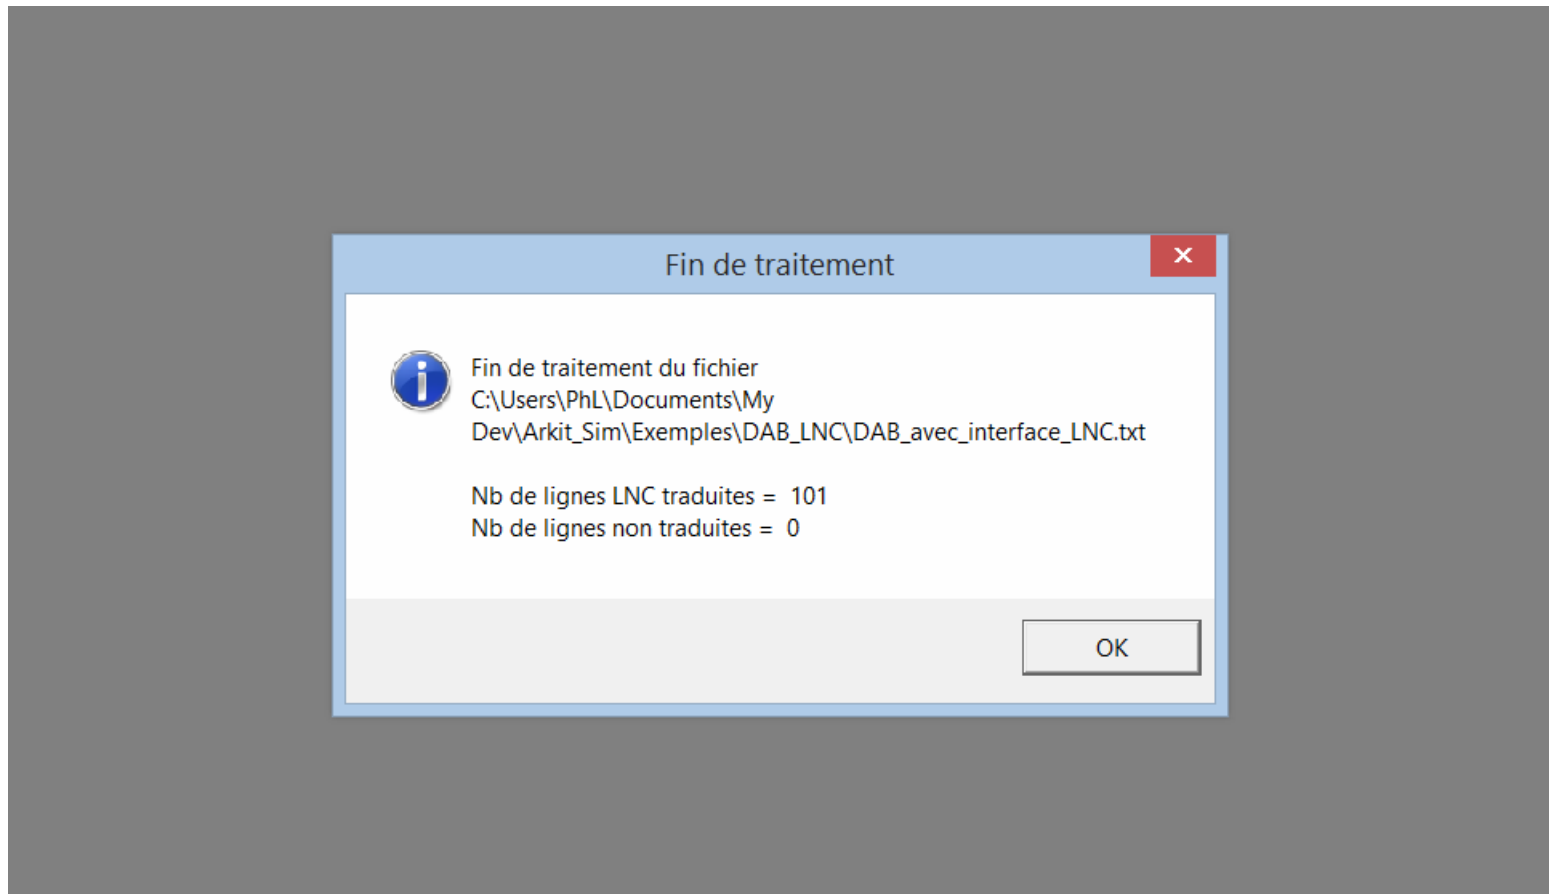 Fin de traitement
Fin de traitement du fichier
C:\Users\PhL\Documents\My
Dev\Arkit_Sim\Exemples\DAB_LNC\DAB_avec_interface_LNC.txt
Nb de lignes LNC traduites =  101
Nb de lignes non traduites =  0
OK